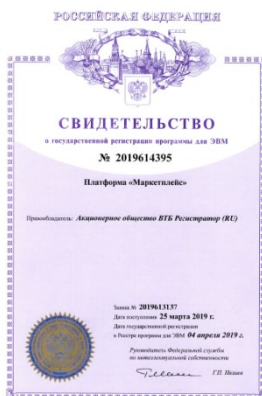 РОССИЙСКАЯ ФЕДЕРАЦИЯ
СВИДЕТЕЛЬСТВО
о государственной регистрации программы для ЭВМ
№ 2019614395
Платформа «Маркетплейс»
Правообладатель: Акционерное общество ВТБ Регистратор (RU)
Заявка № 2019613137
Дата поступления 25 марта 2019 г.
Дата государственной регистрации
в Реестре программ для ЭВМ 04 апреля 2019 г.
Руководитель Федеральной службы
по интеллектуальной собственности
Г.П. Ивлиев